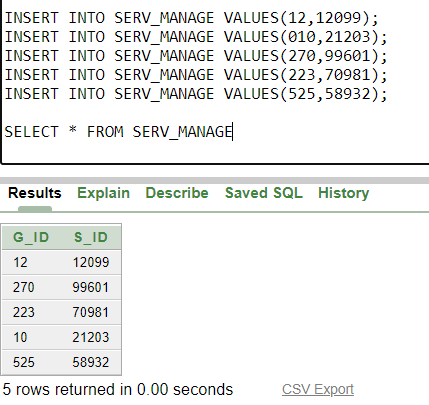 INSERT INTO SERV_MANAGE VALUES(12,12099);
INSERT INTO SERV_MANAGE VALUES(010,21203);
INSERT INTO SERV_MANAGE VALUES(270,99601);
INSERT INTO SERV_MANAGE VALUES(223,70981);
INSERT INTO SERV_MANAGE VALUES(525,58932);
SELECT * FROM SERV_MANAGE
Results Explain Describe Saved SQL History
G_ID S_ID
12 12099
270 99601
223 70981
10 21203
525 58932
5 rows returned in 0.00 seconds CSV Export